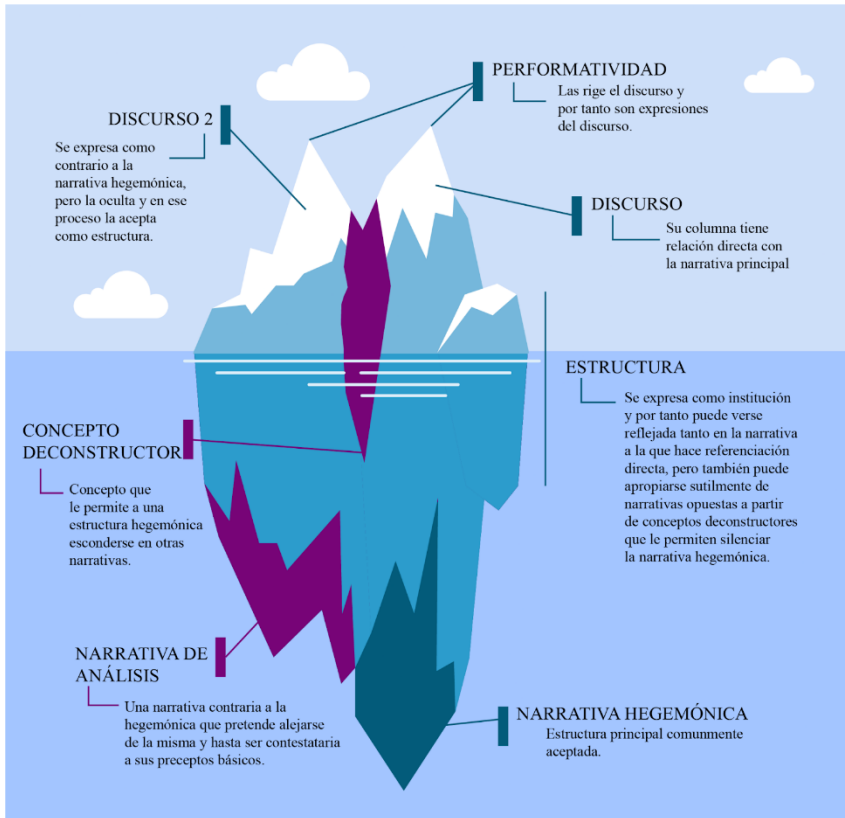 PERFORMATIVIDAD
Las rige el discurso y
por tanto son expresiones
del discurso.
DISCURSO 2
Se expresa como
contrario a la
narrativa hegemónica,
pero la oculta y en ese
proceso la acepta
como estructura.
DISCURSO
Su columna tiene
relación directa con
la narrativa principal
ESTRUCTURA
Se expresa como institución
y por tanto puede verse
reflejada tanto en la narrativa
a la que hace referenciación
directa, pero también puede
apropiarse sutilmente de
narrativas opuestas a partir
de conceptos deconstructores
que le permiten silenciar
la narrativa hegemónica.
CONCEPTO
DECONSTRUCTOR
Concepto que
le permite a una
estructura hegemónica
esconderse en otras
narrativas.
NARRATIVA DE
ANÁLISIS
Una narrativa contraria a la
hegemónica que pretende alejarse
de la misma y hasta ser contestataria
a sus preceptos básicos.
NARRATIVA HEGEMÓNICA
Estructura principal comunmente
aceptada.